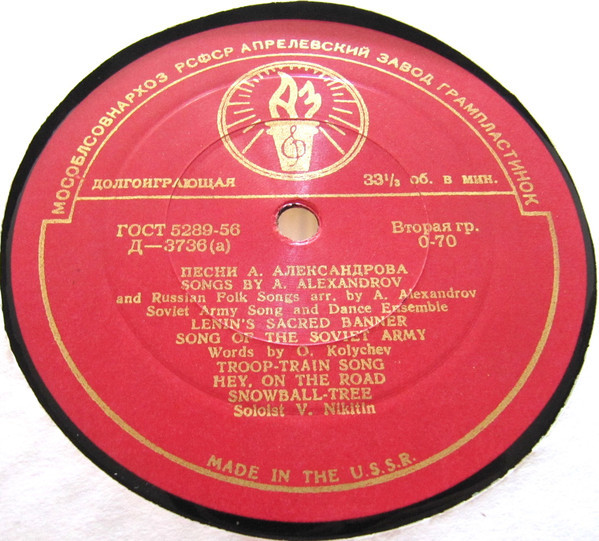 МОСОБЛСОВНАРХОЗ РСФСР АПРЕЛЕВСКИЙ ЗАВОД ГРАМПЛАСТИНОК
АЗ
ДОЛГОИГРАЮЩАЯ
33⅓ об. в мин.
ГОСТ 5289-56
Д—3736(а)
Вторая гр.
0-70
ПЕСНИ А. АЛЕКСАНДРОВА
SONGS BY A. ALEXANDROV
and Russian Folk Songs arr. by A. Alexandrov
Soviet Army Song and Dance Ensemble
LENIN'S SACRED BANNER
SONG OF THE SOVIET ARMY
Words by O. Kolychev
TROOP-TRAIN SONG
HEY, ON THE ROAD
SNOWBALL-TREE
Soloist V. Nikitin
MADE IN THE U.S.S.R.